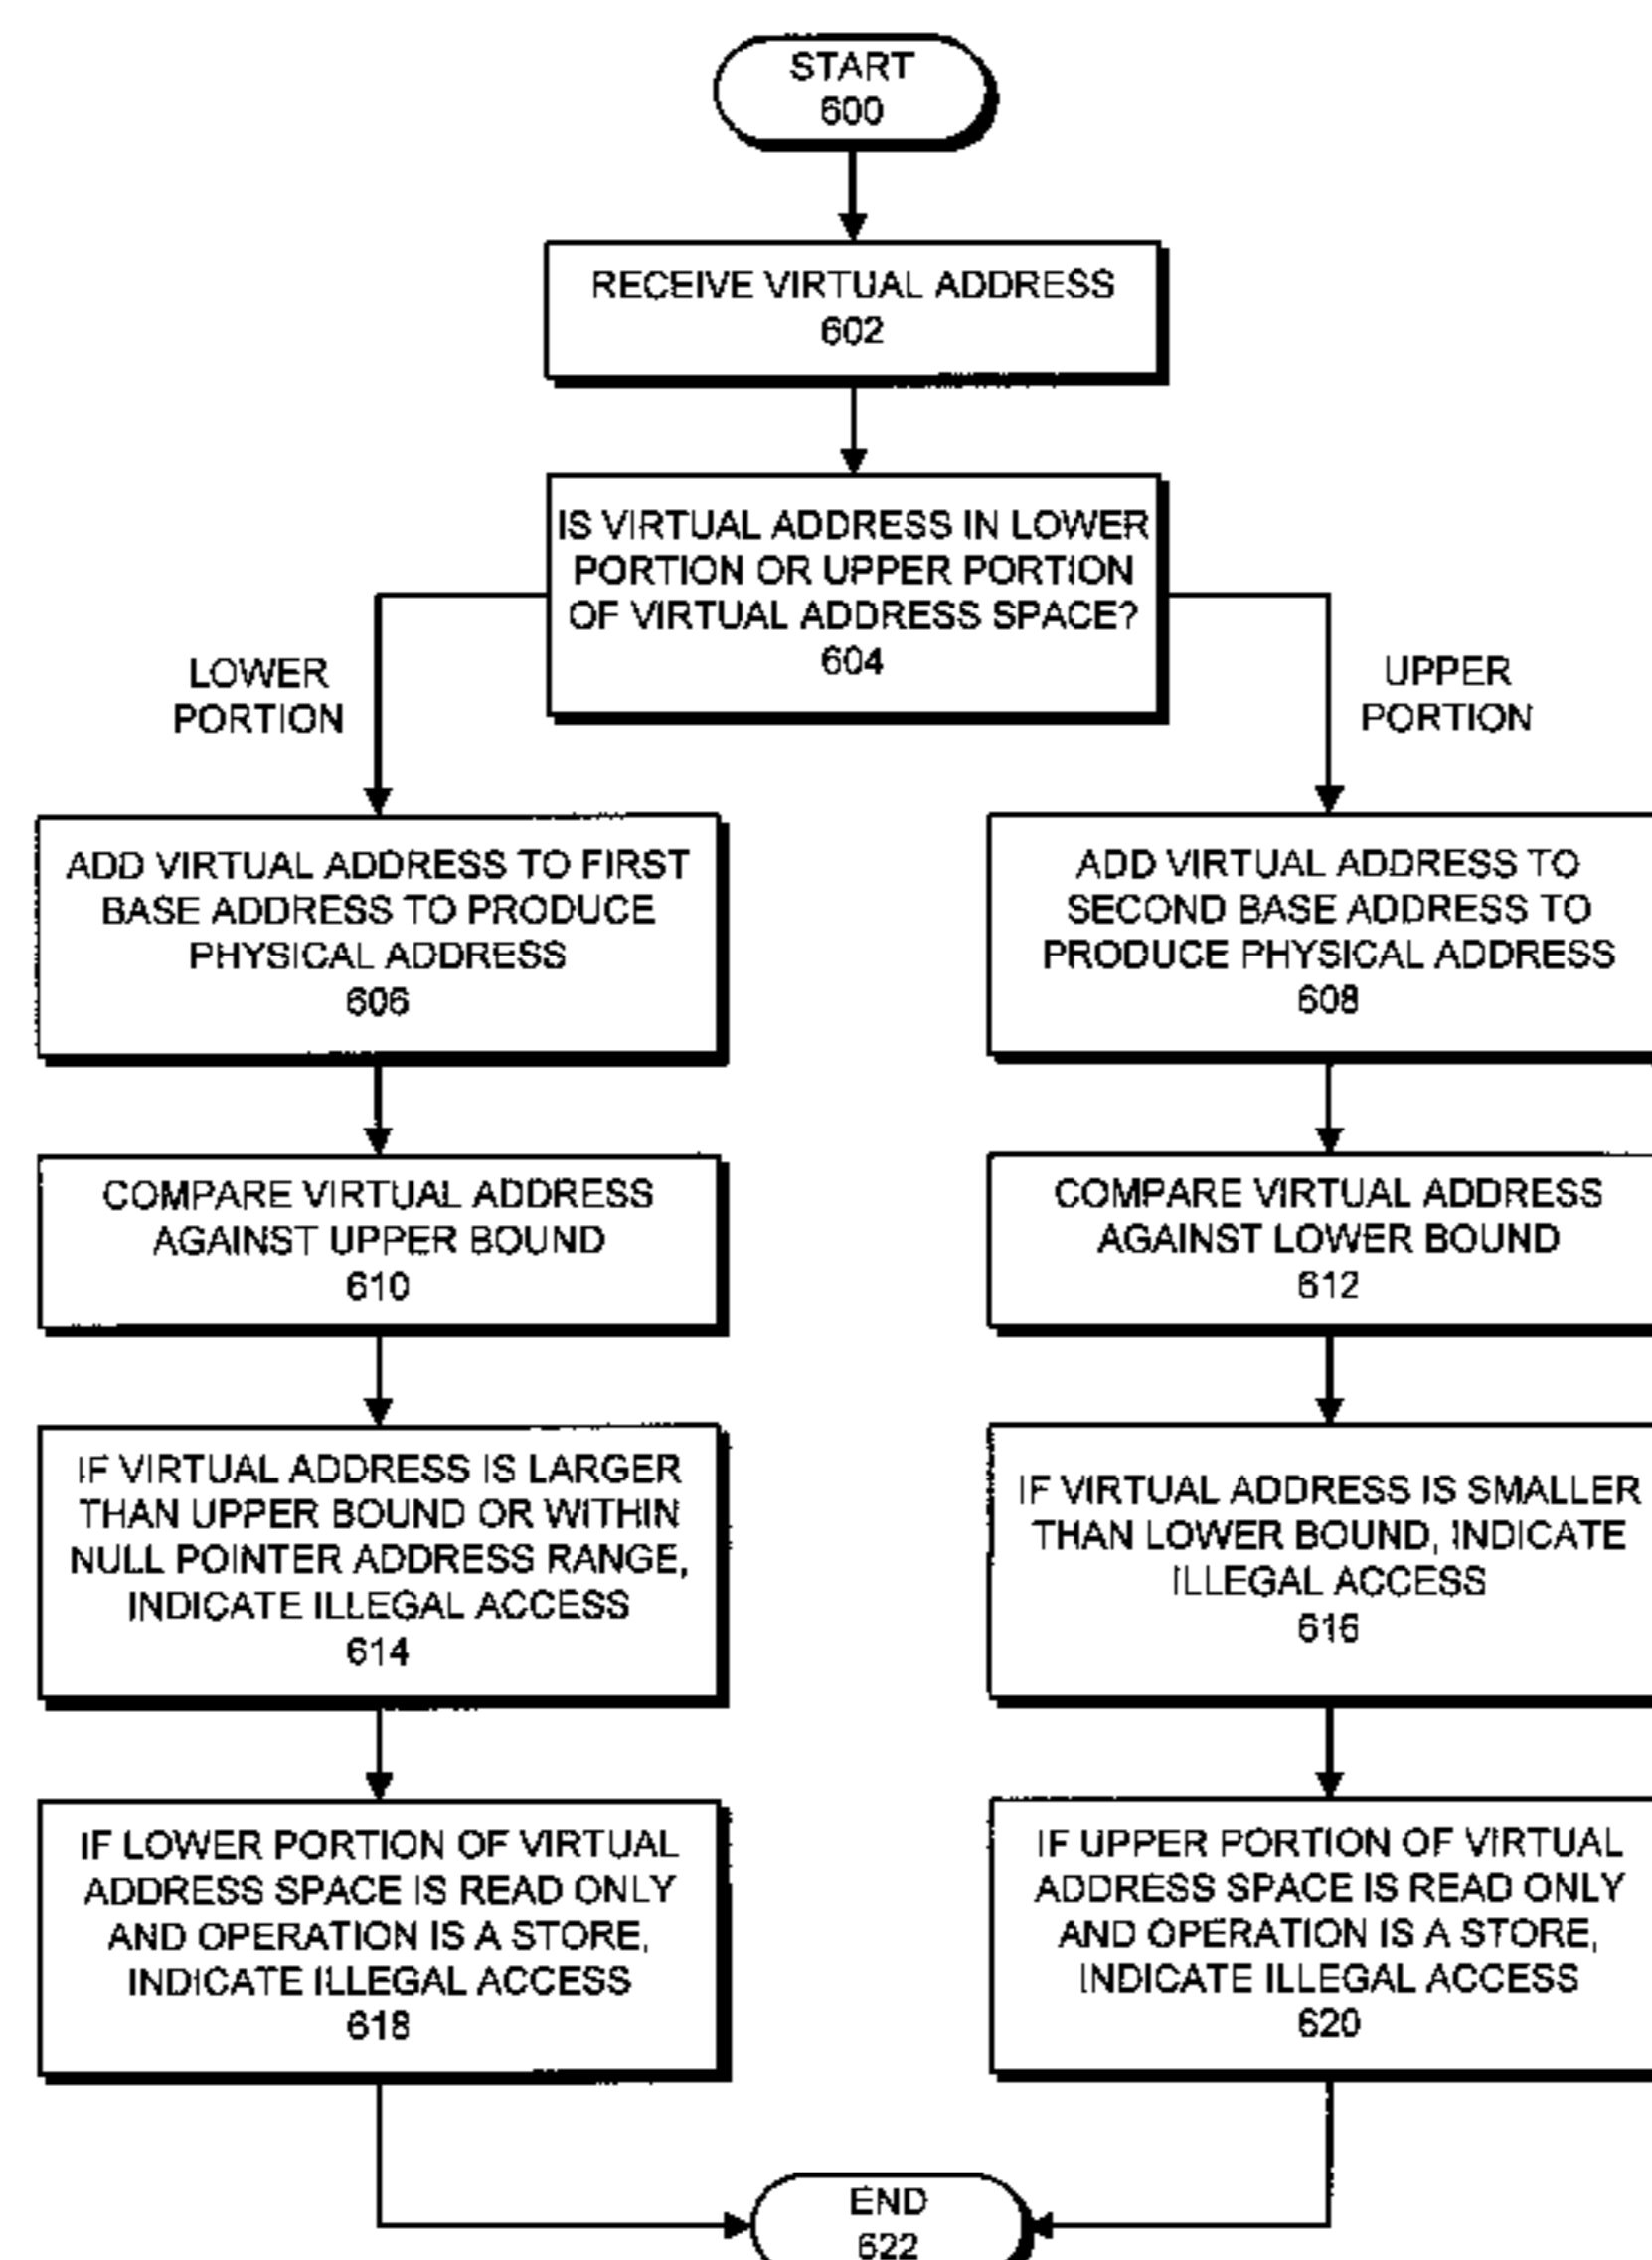 START
600
RECEIVE VIRTUAL ADDRESS
602
IS VIRTUAL ADDRESS IN LOWER
PORTION OR UPPER PORTION
OF VIRTUAL ADDRESS SPACE?
604
LOWER
PORTION
UPPER
PORTION
ADD VIRTUAL ADDRESS TO FIRST
BASE ADDRESS TO PRODUCE
PHYSICAL ADDRESS
606
ADD VIRTUAL ADDRESS TO
SECOND BASE ADDRESS TO
PRODUCE PHYSICAL ADDRESS
608
COMPARE VIRTUAL ADDRESS
AGAINST UPPER BOUND
610
COMPARE VIRTUAL ADDRESS
AGAINST LOWER BOUND
612
IF VIRTUAL ADDRESS IS LARGER
THAN UPPER BOUND OR WITHIN
NULL POINTER ADDRESS RANGE,
INDICATE ILLEGAL ACCESS
614
IF VIRTUAL ADDRESS IS SMALLER
THAN LOWER BOUND, INDICATE
ILLEGAL ACCESS
616
IF LOWER PORTION OF VIRTUAL
ADDRESS SPACE IS READ ONLY
AND OPERATION IS A STORE,
INDICATE ILLEGAL ACCESS
618
IF UPPER PORTION OF VIRTUAL
ADDRESS SPACE IS READ ONLY
AND OPERATION IS A STORE,
INDICATE ILLEGAL ACCESS
620
END
622